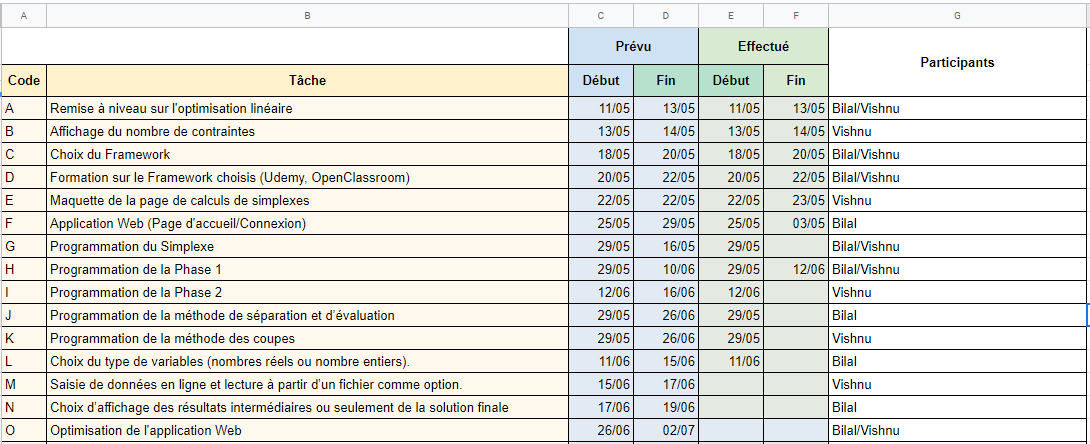 A B C D E F G
Prévu Effectué Participants
Code Tâche Début Fin Début Fin
A Remise à niveau sur l'optimisation linéaire 11/05 13/05 11/05 13/05 Bilal/Vishnu
B Affichage du nombre de contraintes 13/05 14/05 13/05 14/05 Vishnu
C Choix du Framework 18/05 20/05 18/05 20/05 Bilal/Vishnu
D Formation sur le Framework choisis (Udemy, OpenClassroom) 20/05 22/05 20/05 22/05 Bilal/Vishnu
E Maquette de la page de calculs de simplexes 22/05 22/05 22/05 23/05 Vishnu
F Application Web (Page d'accueil/Connexion) 25/05 29/05 25/05 03/05 Bilal
G Programmation du Simplexe 29/05 16/05 29/05 Bilal/Vishnu
H Programmation de la Phase 1 29/05 10/06 29/05 12/06 Bilal/Vishnu
I Programmation de la Phase 2 12/06 16/06 12/06 Vishnu
J Programmation de la méthode de séparation et d'évaluation 29/05 26/06 29/05 Bilal
K Programmation de la méthode des coupes 29/05 26/06 29/05 Vishnu
L Choix du type de variables (nombres réels ou nombre entiers). 11/06 15/06 11/06 Bilal
M Saisie de données en ligne et lecture à partir d'un fichier comme option. 15/06 17/06 Vishnu
N Choix d'affichage des résultats intermédiaires ou seulement de la solution finale 17/06 19/06 Bilal
O Optimisation de l'application Web 26/06 02/07 Bilal/Vishnu